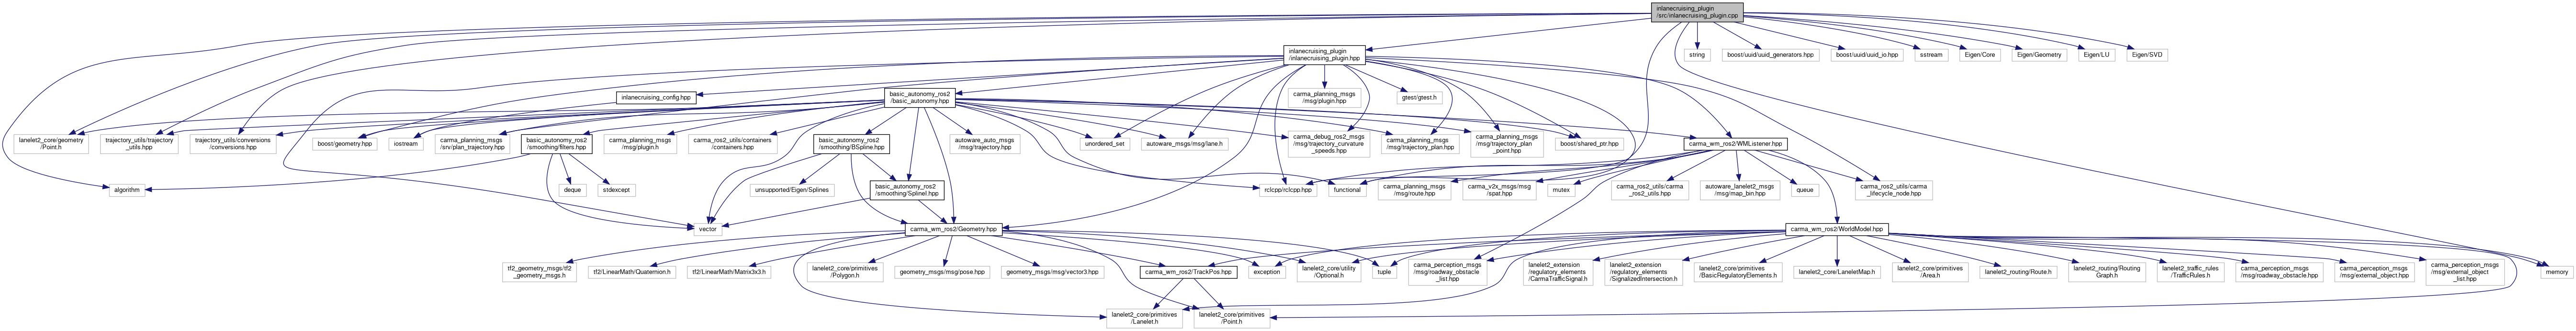 inlanecruising_plugin
/src/inlanecruising_plugin.cpp
inlanecruising_plugin
/inlanecruising_plugin.hpp
string
boost/uuid/uuid_generators.hpp
boost/uuid/uuid_io.hpp
sstream
Eigen/Core
Eigen/Geometry
Eigen/LU
Eigen/SVD
inlanecruising_config.hpp
basic_autonomy_ros2
/basic_autonomy.hpp
carma_planning_msgs
/msg/plugin.hpp
gtest/gtest.h
lanelet2_core/geometry
/Point.h
trajectory_utils/trajectory
_utils.hpp
trajectory_utils/conversions
/conversions.hpp
boost/geometry.hpp
iostream
carma_planning_msgs
/srv/plan_trajectory.hpp
basic_autonomy_ros2
/smoothing/filters.hpp
carma_planning_msgs
/msg/plugin.h
carma_ros2_utils/containers
/containers.hpp
basic_autonomy_ros2
/smoothing/BSpline.hpp
autoware_auto_msgs
/msg/trajectory.hpp
unordered_set
autoware_msgs/msg/lane.h
carma_debug_ros2_msgs
/msg/trajectory_curvature
_speeds.hpp
carma_planning_msgs
/msg/trajectory_plan.hpp
carma_planning_msgs
/msg/trajectory_plan
_point.hpp
boost/shared_ptr.hpp
carma_wm_ros2/WMListener.hpp
algorithm
deque
stdexcept
unsupported/Eigen/Splines
basic_autonomy_ros2
/smoothing/SplineI.hpp
rclcpp/rclcpp.hpp
functional
carma_planning_msgs
/msg/route.hpp
carma_v2x_msgs/msg
/spat.hpp
mutex
carma_ros2_utils/carma
_ros2_utils.hpp
autoware_lanelet2_msgs
/msg/map_bin.hpp
queue
carma_ros2_utils/carma
_lifecycle_node.hpp
vector
carma_wm_ros2/Geometry.hpp
carma_wm_ros2/WorldModel.hpp
tf2_geometry_msgs/tf2
_geometry_msgs.h
tf2/LinearMath/Quaternion.h
tf2/LinearMath/Matrix3x3.h
lanelet2_core/primitives
/Polygon.h
geometry_msgs/msg/pose.hpp
geometry_msgs/msg/vector3.hpp
carma_wm_ros2/TrackPos.hpp
exception
lanelet2_core/utility
/Optional.h
tuple
carma_perception_msgs
/msg/roadway_obstacle
_list.hpp
lanelet2_extension
/regulatory_elements
/CarmaTrafficSignal.h
lanelet2_extension
/regulatory_elements
/SignalizedIntersection.h
lanelet2_core/primitives
/BasicRegulatoryElements.h
lanelet2_core/LaneletMap.h
lanelet2_core/primitives
/Area.h
lanelet2_routing/Route.h
lanelet2_routing/Routing
Graph.h
lanelet2_traffic_rules
/TrafficRules.h
carma_perception_msgs
/msg/roadway_obstacle.hpp
carma_perception_msgs
/msg/external_object.hpp
carma_perception_msgs
/msg/external_object
_list.hpp
memory
lanelet2_core/primitives
/Lanelet.h
lanelet2_core/primitives
/Point.h